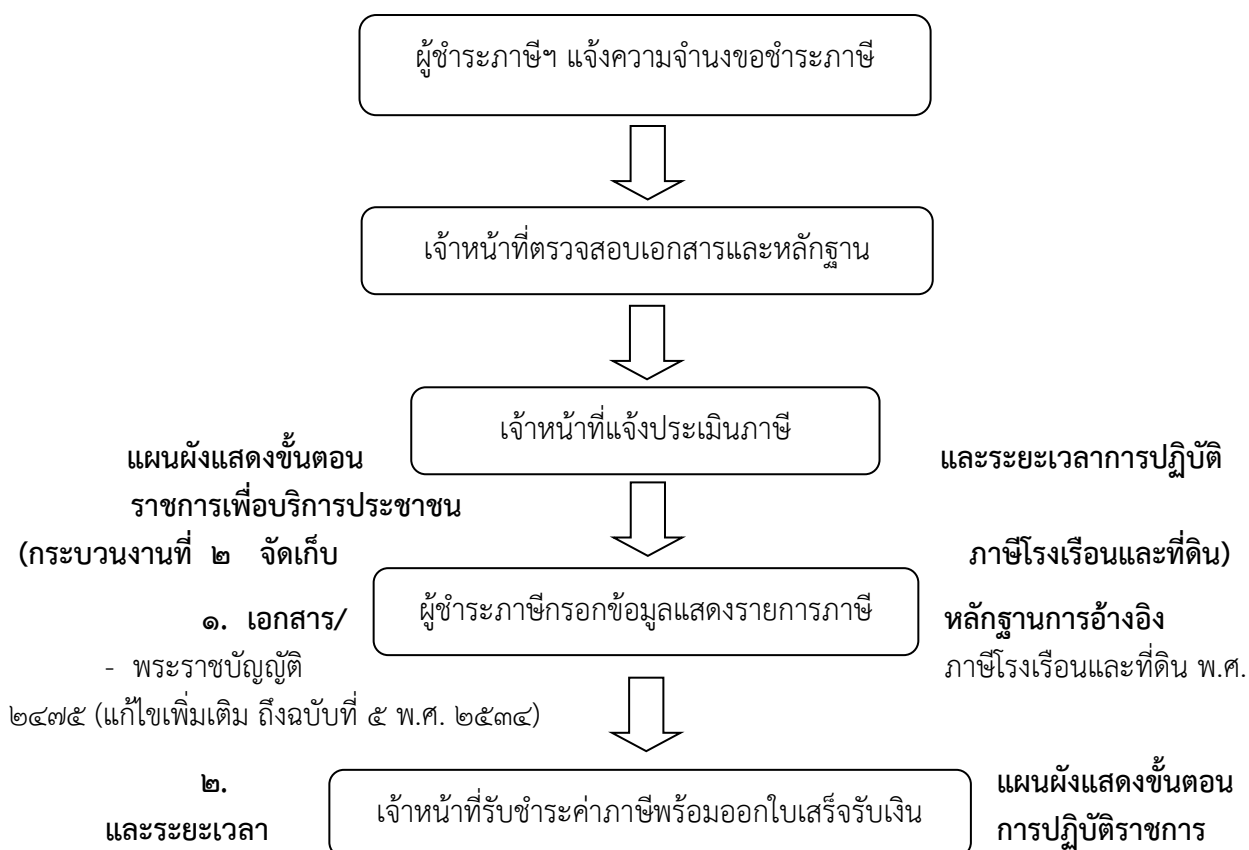 ผู้ชำระภาษีฯ แจ้งความจำนงขอชำระภาษี
เจ้าหน้าที่ตรวจสอบเอกสารและหลักฐาน
เจ้าหน้าที่แจ้งประเมินภาษี
แผนผังแสดงขั้นตอน และระยะเวลาการปฏิบัติ
ราชการเพื่อบริการประชาชน
(กระบวนงานที่ ๒ จัดเก็บ ภาษีโรงเรือนและที่ดิน)
ผู้ชำระภาษีกรอกข้อมูลแสดงรายการภาษี
๑. เอกสาร/ หลักฐานการอ้างอิง
- พระราชบัญญัติ ภาษีโรงเรือนและที่ดิน พ.ศ.
๒๔๗๕ (แก้ไขเพิ่มเติม ถึงฉบับที่ ๕ พ.ศ. ๒๕๓๔)
๒. แผนผังแสดงขั้นตอน
เจ้าหน้าที่รับชำระค่าภาษีพร้อมออกใบเสร็จรับเงิน
และระยะเวลา การปฏิบัติราชการ